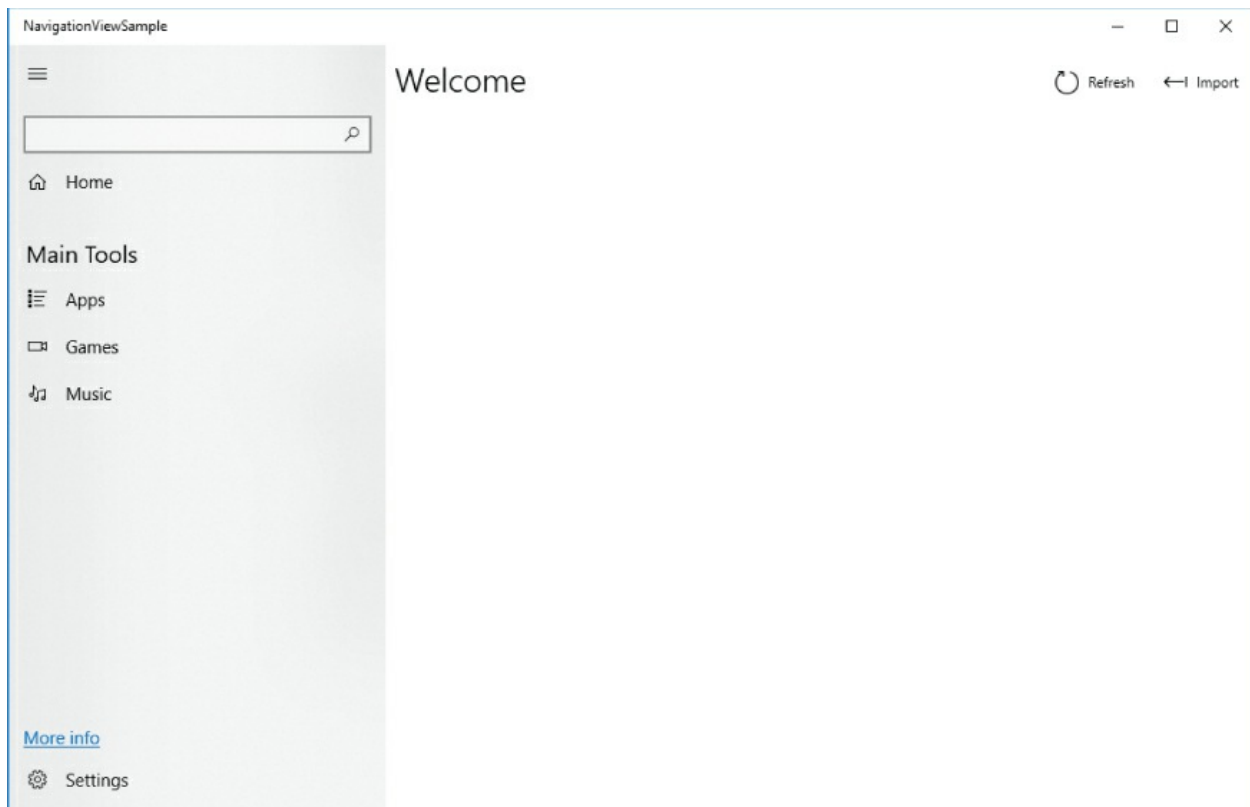 NavigationViewSample
Welcome
Refresh
Import
Home
Main Tools
Apps
Games
Music
More info
Settings